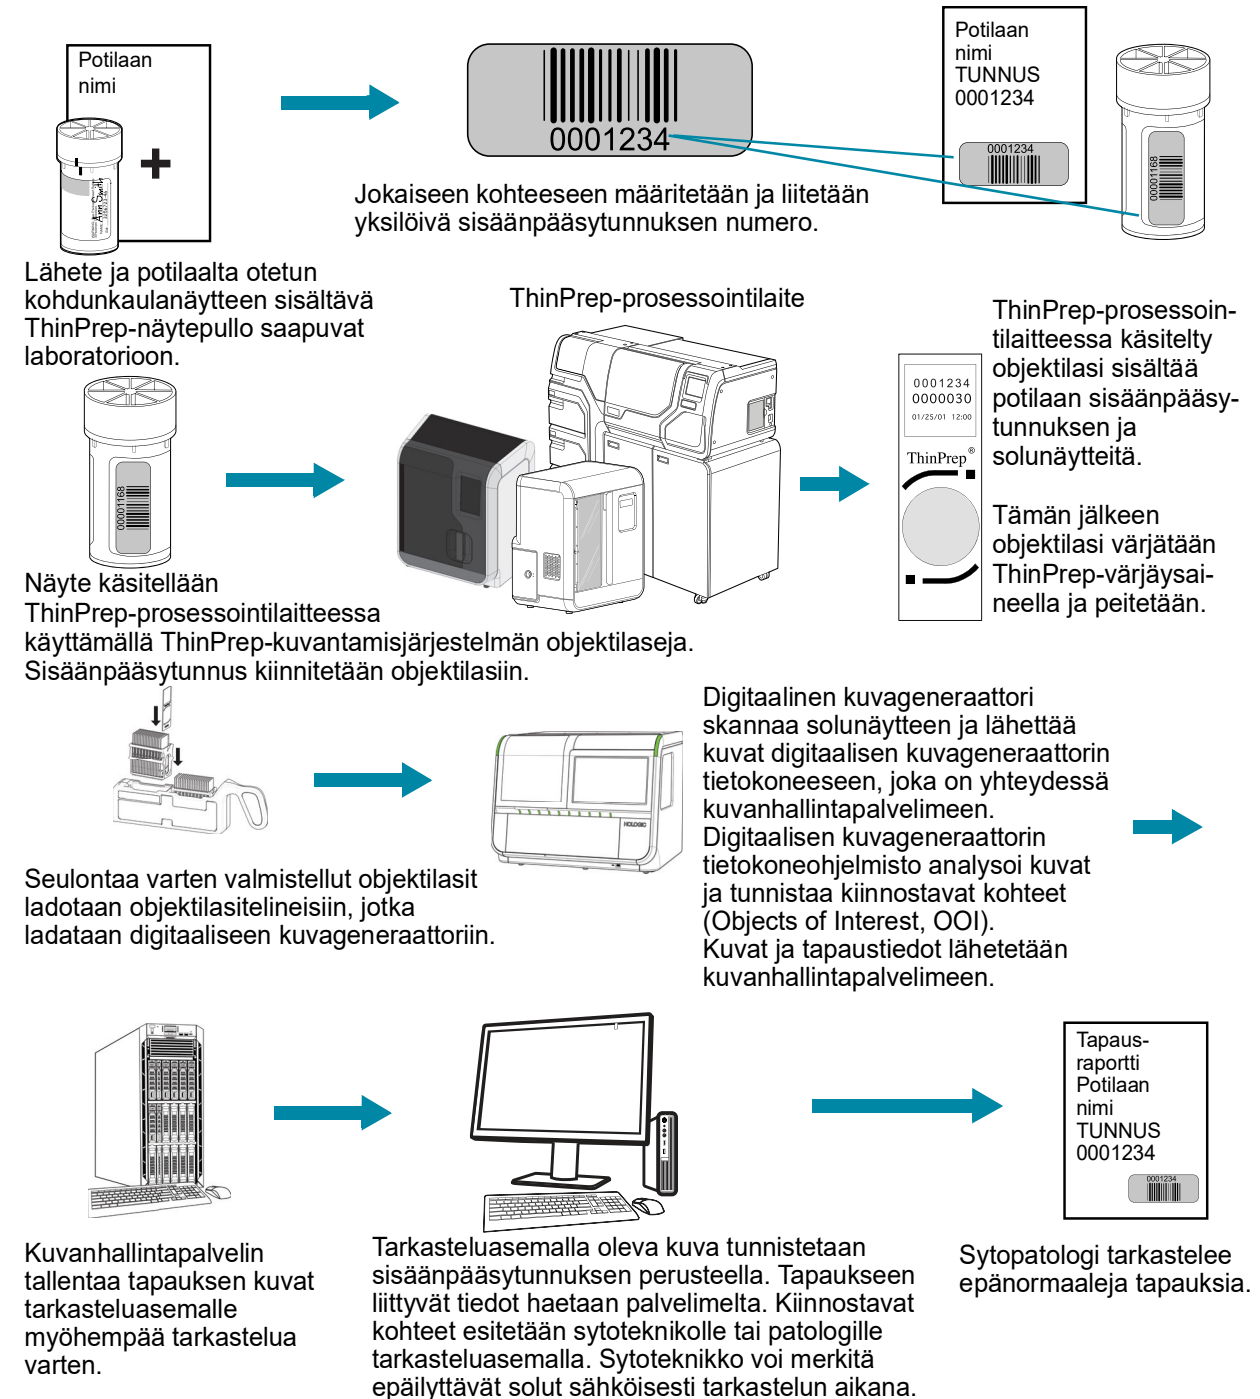 Potilaan
nimi
Ann Smith
0001234
Potilaan
nimi
TUNNUS
0001234
0001234
00001168
Jokaiseen kohteeseen määritetään ja liitetään
yksilöivä sisäänpääsytunnuksen numero.
Lähete ja potilaalta otetun
kohdunkaulanäytteen sisältävä
ThinPrep-näytepullo saapuvat
laboratorioon.
00001168
ThinPrep-prosessointilaite
0001234
0000030
01/25/01 12:00
ThinPrep®
ThinPrep-prosessoin-
tilaitteessa käsitelty
objektilasi sisältää
potilaan sisäänpääsy-
tunnuksen ja
solunäytteitä.
Tämän jälkeen
objektilasi värjätään
ThinPrep-värjäysai-
neella ja peitetään.
Näyte käsitellään
ThinPrep-prosessointilaitteessa
käyttämällä ThinPrep-kuvantamisjärjestelmän objektilaseja.
Sisäänpääsytunnus kiinnitetään objektilasiin.
HOLOGIC
Seulontaa varten valmistellut objektilasit
ladotaan objektilasitelineisiin, jotka
ladataan digitaaliseen kuvageneraattoriin.
Digitaalinen kuvageneraattori
skannaa solunäytteen ja lähettää
kuvat digitaalisen kuvageneraattorin
tietokoneeseen, joka on yhteydessä
kuvanhallintapalvelimeen.
Digitaalisen kuvageneraattorin
tietokoneohjelmisto analysoi kuvat
ja tunnistaa kiinnostavat kohteet
(Objects of Interest, OOI).
Kuvat ja tapaustiedot lähetetään
kuvanhallintapalvelimeen.
Kuvanhallintapalvelin
tallentaa tapauksen kuvat
tarkasteluasemalle
myöhempää tarkastelua
varten.
Tarkasteluasemalla oleva kuva tunnistetaan
sisäänpääsytunnuksen perusteella. Tapaukseen
liittyvät tiedot haetaan palvelimelta. Kiinnostavat
kohteet esitetään sytoteknikolle tai patologille
tarkasteluasemalla. Sytoteknikko voi merkitä
epäilyttävät solut sähköisesti tarkastelun aikana.
Tapaus-
raportti
Potilaan
nimi
TUNNUS
0001234
0001234
Sytopatologi tarkastelee
epänormaaleja tapauksia.